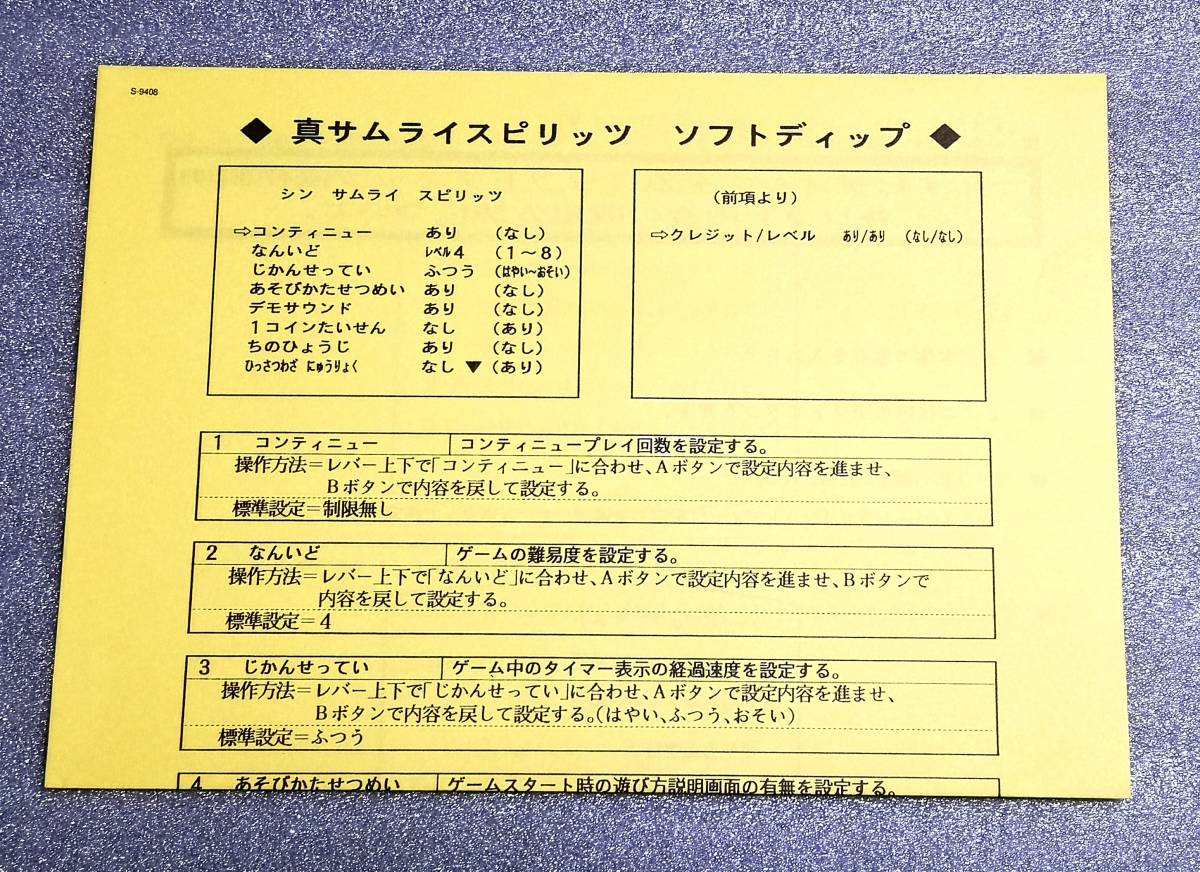 S-9408
◆ 真サムライスピリッツ ソフトディップ ◆
シン サムライ スピリッツ
⇨コンティニュー あり (なし)
なんいど レベル4 (1〜8)
じかんせってい ふつう (はやい〜おそい)
あそびかたせつめい あり (なし)
デモサウンド あり (なし)
1コインたいせん なし (あり)
ちのひょうじ あり (なし)
ひっさつわざ にゅうりょく なし ▼ (あり)
(前項より)
⇨クレジット/レベル あり/あり (なし/なし)
1 コンティニュー コンティニュープレイ回数を設定する。
操作方法=レバー上下で「コンティニュー」に合わせ、Aボタンで設定内容を進ませ、
Bボタンで内容を戻して設定する。
標準設定=制限無し
2 なんいど ゲームの難易度を設定する。
操作方法=レバー上下で「なんいど」に合わせ、Aボタンで設定内容を進ませ、Bボタンで
内容を戻して設定する。
標準設定=4
3 じかんせってい ゲーム中のタイマー表示の経過速度を設定する。
操作方法=レバー上下で「じかんせってい」に合わせ、Aボタンで設定内容を進ませ、
Bボタンで内容を戻して設定する。(はやい、ふつう、おそい)
標準設定=ふつう
4 あそびかたせつめい ゲームスタート時の遊び方説明画面の有無を設定する。